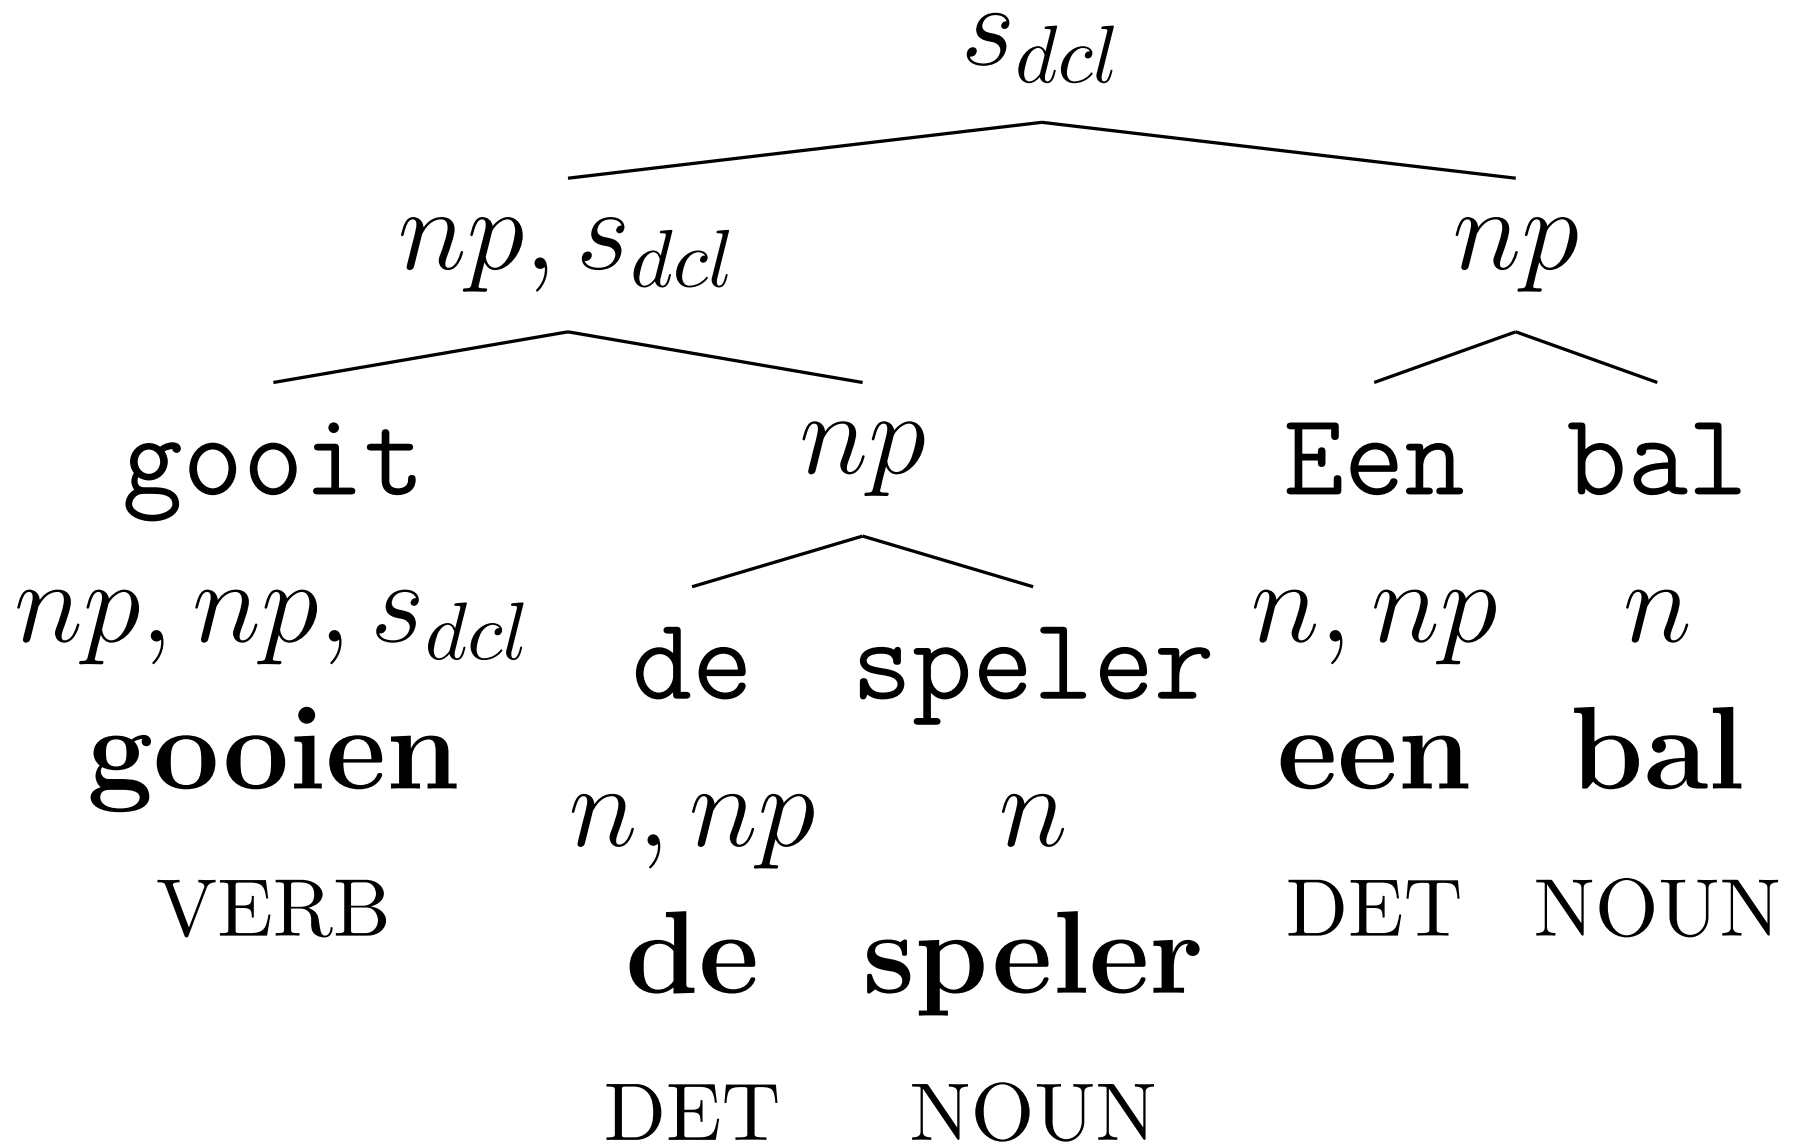 s_dcl
np, s_dcl np
gooit np Een bal
np, np, s_dcl de speler n, np n
gooien n, np n een bal
VERB de speler DET NOUN
DET NOUN